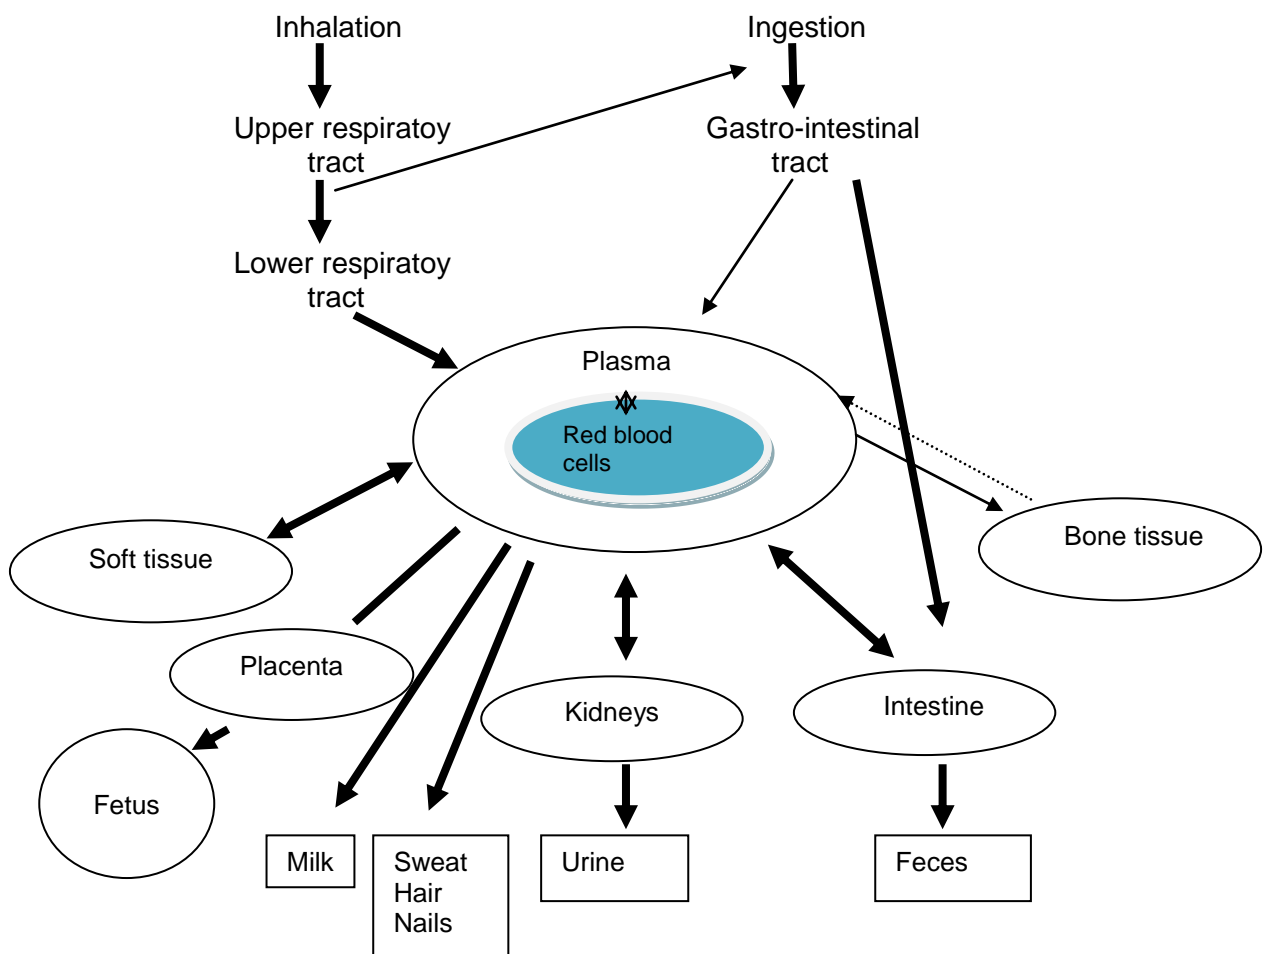 Inhalation
Ingestion
Upper respiratoy
tract
Gastro-intestinal
tract
Lower respiratoy
tract
Plasma
Red blood
cells
Soft tissue
Bone tissue
Placenta
Kidneys
Intestine
Fetus
Milk
Sweat
Hair
Nails
Urine
Feces